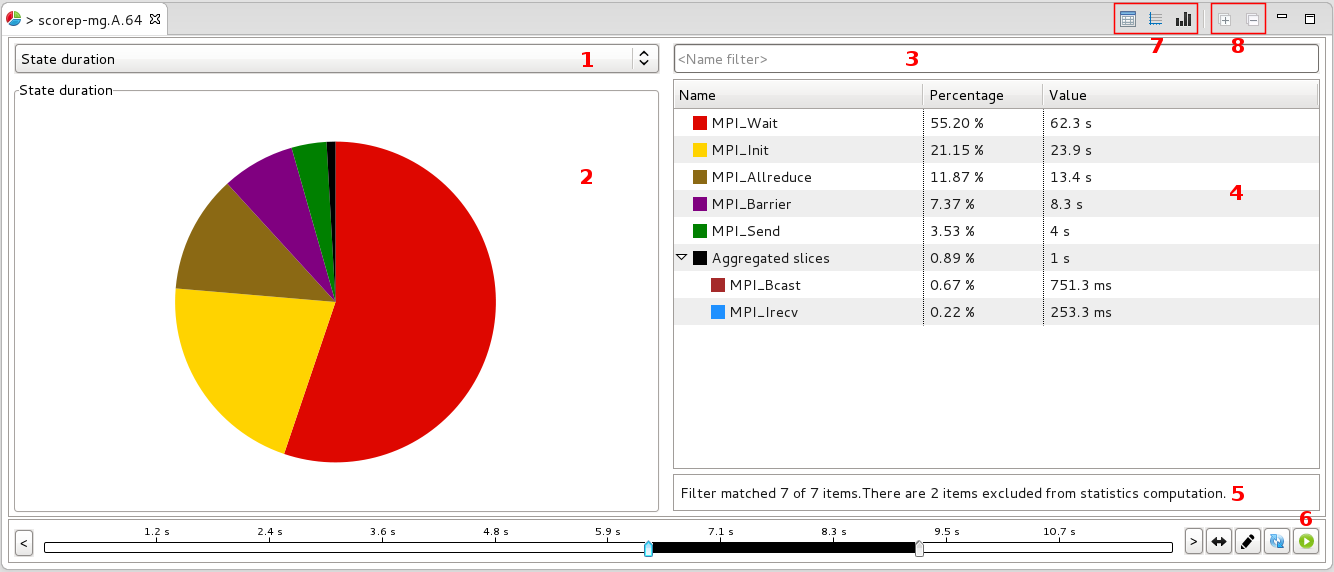 > scorep-mg.A.64
7 8
State duration 1
<Name filter> 3
State duration
2
Name Percentage Value
MPI_Wait 55.20 % 62.3 s
MPI_Init 21.15 % 23.9 s
MPI_Allreduce 11.87 % 13.4 s
4
MPI_Barrier 7.37 % 8.3 s
MPI_Send 3.53 % 4 s
Aggregated slices 0.89 % 1 s
MPI_Bcast 0.67 % 751.3 ms
MPI_Irecv 0.22 % 253.3 ms
Filter matched 7 of 7 items.There are 2 items excluded from statistics computation. 5
6
1.2 s 2.4 s 3.6 s 4.8 s 5.9 s 7.1 s 8.3 s 9.5 s 10.7 s
< >